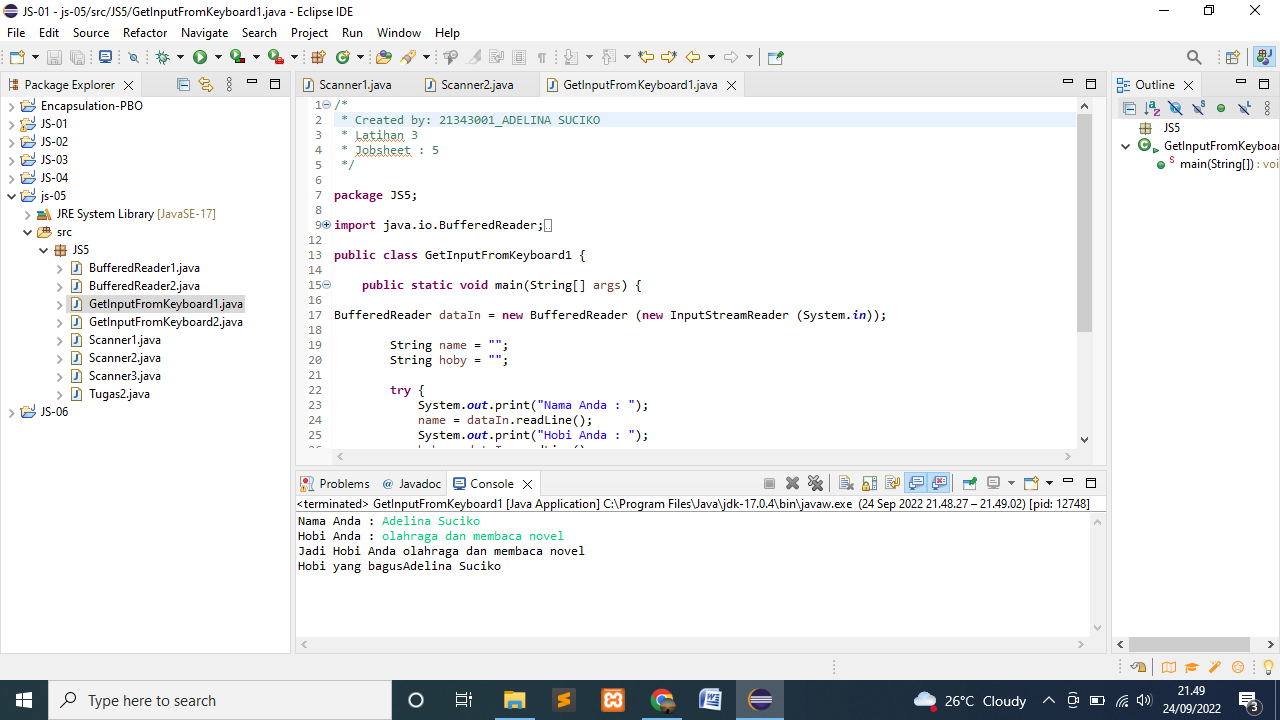 JS-01 - js-05/src/JS5/GetInputFromKeyboard1.java - Eclipse IDE
File Edit Source Refactor Navigate Search Project Run Window Help
Package Explorer
Encapsulation-PBO
JS-01
JS-02
JS-03
JS-04
js-05
JRE System Library [JavaSE-17]
src
JS5
BufferedReader1.java
BufferedReader2.java
GetInputFromKeyboard1.java
GetInputFromKeyboard2.java
Scanner1.java
Scanner2.java
Scanner3.java
Tugas2.java
JS-06
Scanner1.java Scanner2.java GetInputFromKeyboard1.java
1 /*
2 * Created by: 21343001_ADELINA SUCIKO
3 * Latihan 3
4 * Jobsheet : 5
5 */
6
7 package JS5;
8
9 import java.io.BufferedReader;
12
13 public class GetInputFromKeyboard1 {
14
15 public static void main(String[] args) {
16
17 BufferedReader dataIn = new BufferedReader (new InputStreamReader (System.in));
18
19 String name = "";
20 String hoby = "";
21
22 try {
23 System.out.print("Nama Anda : ");
24 name = dataIn.readLine();
25 System.out.print("Hobi Anda : ");
Outline
JS5
GetInputFromKeyboar
main(String[]) : voi
Problems Javadoc Console
<terminated> GetInputFromKeyboard1 [Java Application] C:\Program Files\Java\jdk-17.0.4\bin\javaw.exe (24 Sep 2022 21.48.27 – 21.49.02) [pid: 12748]
Nama Anda : Adelina Suciko
Hobi Anda : olahraga dan membaca novel
Jadi Hobi Anda olahraga dan membaca novel
Hobi yang bagusAdelina Suciko
Type here to search
26°C Cloudy
21.49
24/09/2022
3